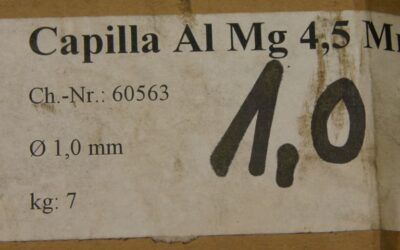 Capilla Al Mg 4,5 M
Ch.-Nr.: 60563
1,0
Ø 1,0 mm
kg: 7